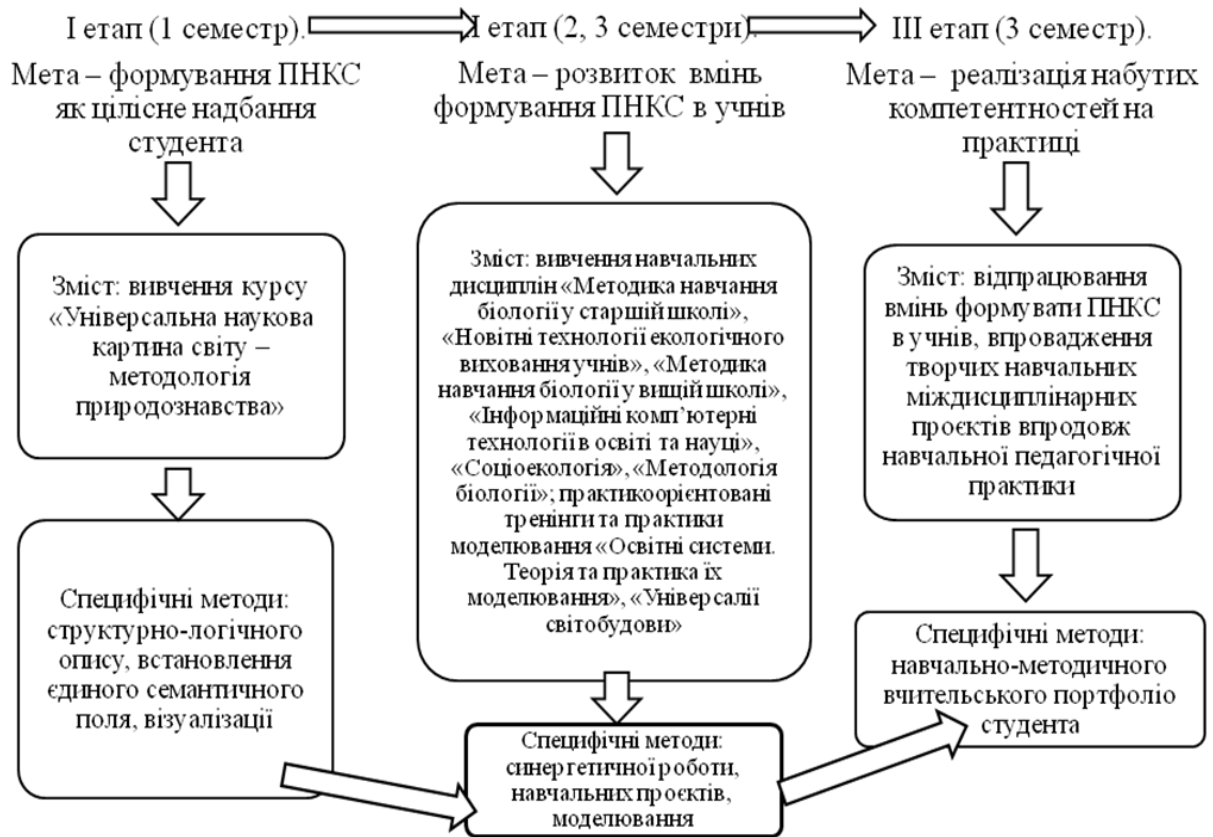 І етап (1 семестр).
Мета – формування ПНКС
як цілісне надбання
студента
Зміст: вивчення курсу
«Універсальна наукова
картина світу –
методологія
природознавства»
Специфічні методи:
структурно-логічного
опису, встановлення
єдиного семантичного
поля, візуалізації
І етап (2, 3 семестри).
Мета – розвиток вмінь
формування ПНКС в учнів
Зміст: вивчення навчальних
дисциплін «Методика навчання
біології у старшій школі»,
«Новітні технології екологічного
виховання учнів», «Методика
навчання біології у вищій школі»,
«Інформаційні комп’ютерні
технології в освіті та науці»,
«Соціоекологія», «Методологія
біології»; практикоорієнтовані
тренінги та практики
моделювання «Освітні системи.
Теорія та практика їх
моделювання», «Універсалії
світобудови»
Специфічні методи:
синергетичної роботи,
навчальних проєктів,
моделювання
ІІІ етап (3 семестр).
Мета – реалізація набутих
компетентностей на
практиці
Зміст: відпрацювання
вмінь формувати ПНКС
в учнів, впровадження
творчих навчальних
міждисциплінарних
проєктів впродовж
навчальної педагогічної
практики
Специфічні методи:
навчально-методичного
вчительського портфоліо
студента